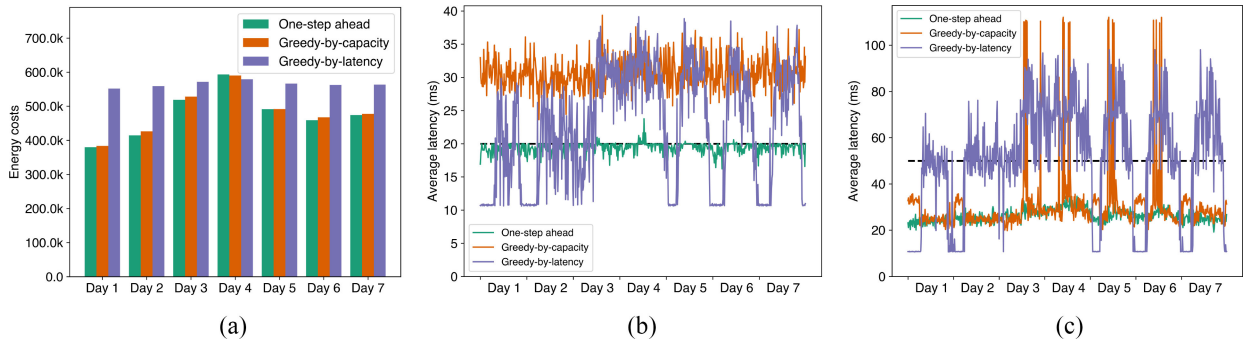 Energy costs
700.0k
600.0k
500.0k
400.0k
300.0k
200.0k
100.0k
0.0
One-step ahead
Greedy-by-capacity
Greedy-by-latency
Day 1 Day 2 Day 3 Day 4 Day 5 Day 6 Day 7
(a)
Average latency (ms)
40
35
30
25
20
15
10
5
0
One-step ahead
Greedy-by-capacity
Greedy-by-latency
Day 1 Day 2 Day 3 Day 4 Day 5 Day 6 Day 7
(b)
Average latency (ms)
100
80
60
40
20
0
One-step ahead
Greedy-by-capacity
Greedy-by-latency
Day 1 Day 2 Day 3 Day 4 Day 5 Day 6 Day 7
(c)